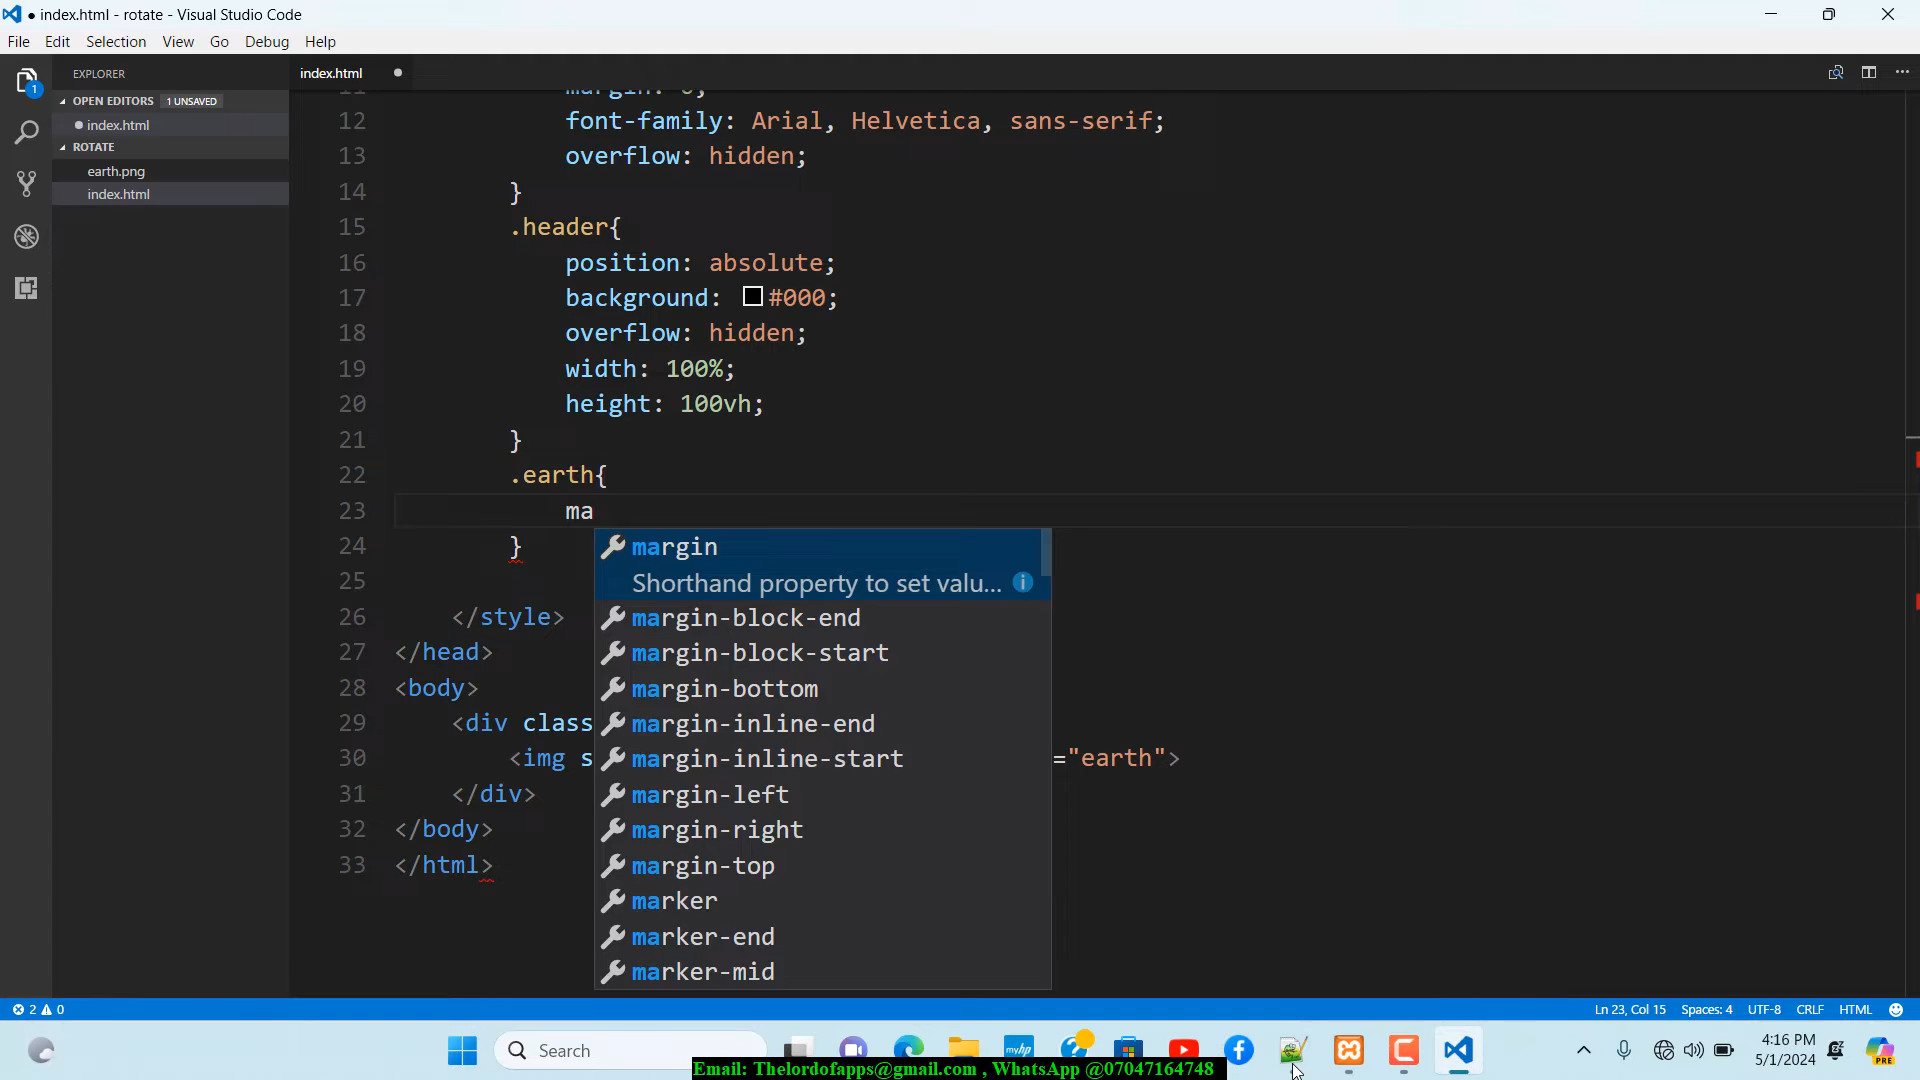 index.html - rotate - Visual Studio Code
File Edit Selection View Go Debug Help
EXPLORER
OPEN EDITORS 1 UNSAVED
index.html
ROTATE
earth.png
index.html
1
index.html
11 margin: 0;
12 font-family: Arial, Helvetica, sans-serif;
13 overflow: hidden;
14 }
15 .header{
16 position: absolute;
17 background: #000;
18 overflow: hidden;
19 width: 100%;
20 height: 100vh;
21 }
22 .earth{
23 ma
24 }
25
26 </style>
27 </head>
28 <body>
29 <div class
30 <img s ="earth">
31 </div>
32 </body>
33 </html>
margin
Shorthand property to set valu...
margin-block-end
margin-block-start
margin-bottom
margin-inline-end
margin-inline-start
margin-left
margin-right
margin-top
marker
marker-end
marker-mid
2 0
Ln 23, Col 15 Spaces: 4 UTF-8 CRLF HTML
Search
myhp
4:16 PM
5/1/2024
PRE
Email: Thelordofapps@gmail.com , WhatsApp @07047164748